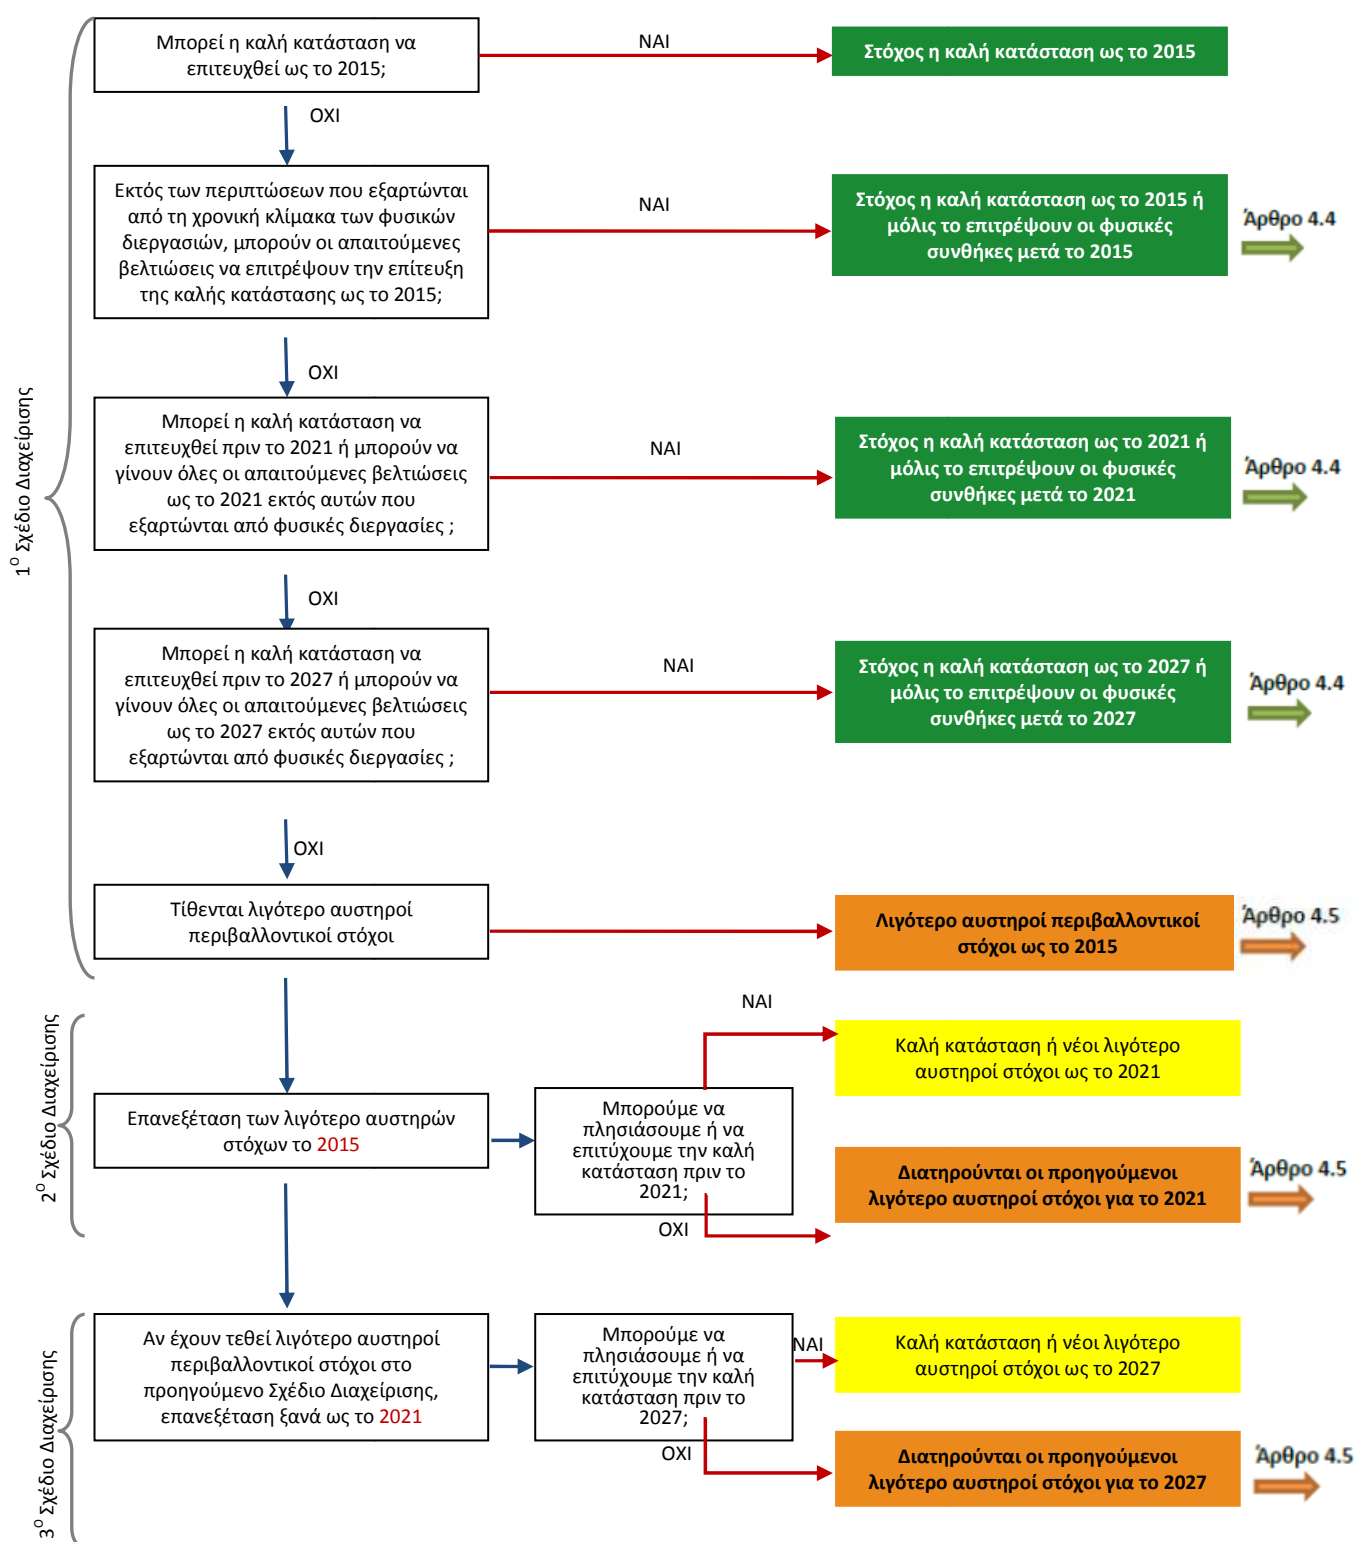 Μπορεί η καλή κατάσταση να
επιτευχθεί ως το 2015;
ΝΑΙ
Στόχος η καλή κατάσταση ως το 2015
ΟΧΙ
Εκτός των περιπτώσεων που εξαρτώνται
από τη χρονική κλίμακα των φυσικών
διεργασιών, μπορούν οι απαιτούμενες
βελτιώσεις να επιτρέψουν την επίτευξη
της καλής κατάστασης ως το 2015;
ΝΑΙ
Στόχος η καλή κατάσταση ως το 2015 ή
μόλις το επιτρέψουν οι φυσικές
συνθήκες μετά το 2015
Άρθρο 4.4
ΟΧΙ
Μπορεί η καλή κατάσταση να
επιτευχθεί πριν το 2021 ή μπορούν να
γίνουν όλες οι απαιτούμενες βελτιώσεις
ως το 2021 εκτός αυτών που
εξαρτώνται από φυσικές διεργασίες ;
ΝΑΙ
Στόχος η καλή κατάσταση ως το 2021 ή
μόλις το επιτρέψουν οι φυσικές
συνθήκες μετά το 2021
Άρθρο 4.4
1Ο Σχέδιο Διαχείρισης
ΟΧΙ
Μπορεί η καλή κατάσταση να
επιτευχθεί πριν το 2027 ή μπορούν να
γίνουν όλες οι απαιτούμενες βελτιώσεις
ως το 2027 εκτός αυτών που
εξαρτώνται από φυσικές διεργασίες ;
ΝΑΙ
Στόχος η καλή κατάσταση ως το 2027 ή
μόλις το επιτρέψουν οι φυσικές
συνθήκες μετά το 2027
Άρθρο 4.4
ΟΧΙ
Τίθενται λιγότερο αυστηροί
περιβαλλοντικοί στόχοι
Λιγότερο αυστηροί περιβαλλοντικοί
στόχοι ως το 2015
Άρθρο 4.5
2Ο Σχέδιο Διαχείρισης
Επανεξέταση των λιγότερο αυστηρών
στόχων το 2015
Μπορούμε να
πλησιάσουμε ή να
επιτύχουμε την καλή
κατάσταση πριν το
2021;
ΝΑΙ
Καλή κατάσταση ή νέοι λιγότερο
αυστηροί στόχοι ως το 2021
ΟΧΙ
Διατηρούνται οι προηγούμενοι
λιγότερο αυστηροί στόχοι για το 2021
Άρθρο 4.5
3Ο Σχέδιο Διαχείρισης
Αν έχουν τεθεί λιγότερο αυστηροί
περιβαλλοντικοί στόχοι στο
προηγούμενο Σχέδιο Διαχείρισης,
επανεξέταση ξανά ως το 2021
Μπορούμε να
πλησιάσουμε ή να
επιτύχουμε την καλή
κατάσταση πριν το
2027;
ΝΑΙ
Καλή κατάσταση ή νέοι λιγότερο
αυστηροί στόχοι ως το 2027
ΟΧΙ
Διατηρούνται οι προηγούμενοι
λιγότερο αυστηροί στόχοι για το 2027
Άρθρο 4.5